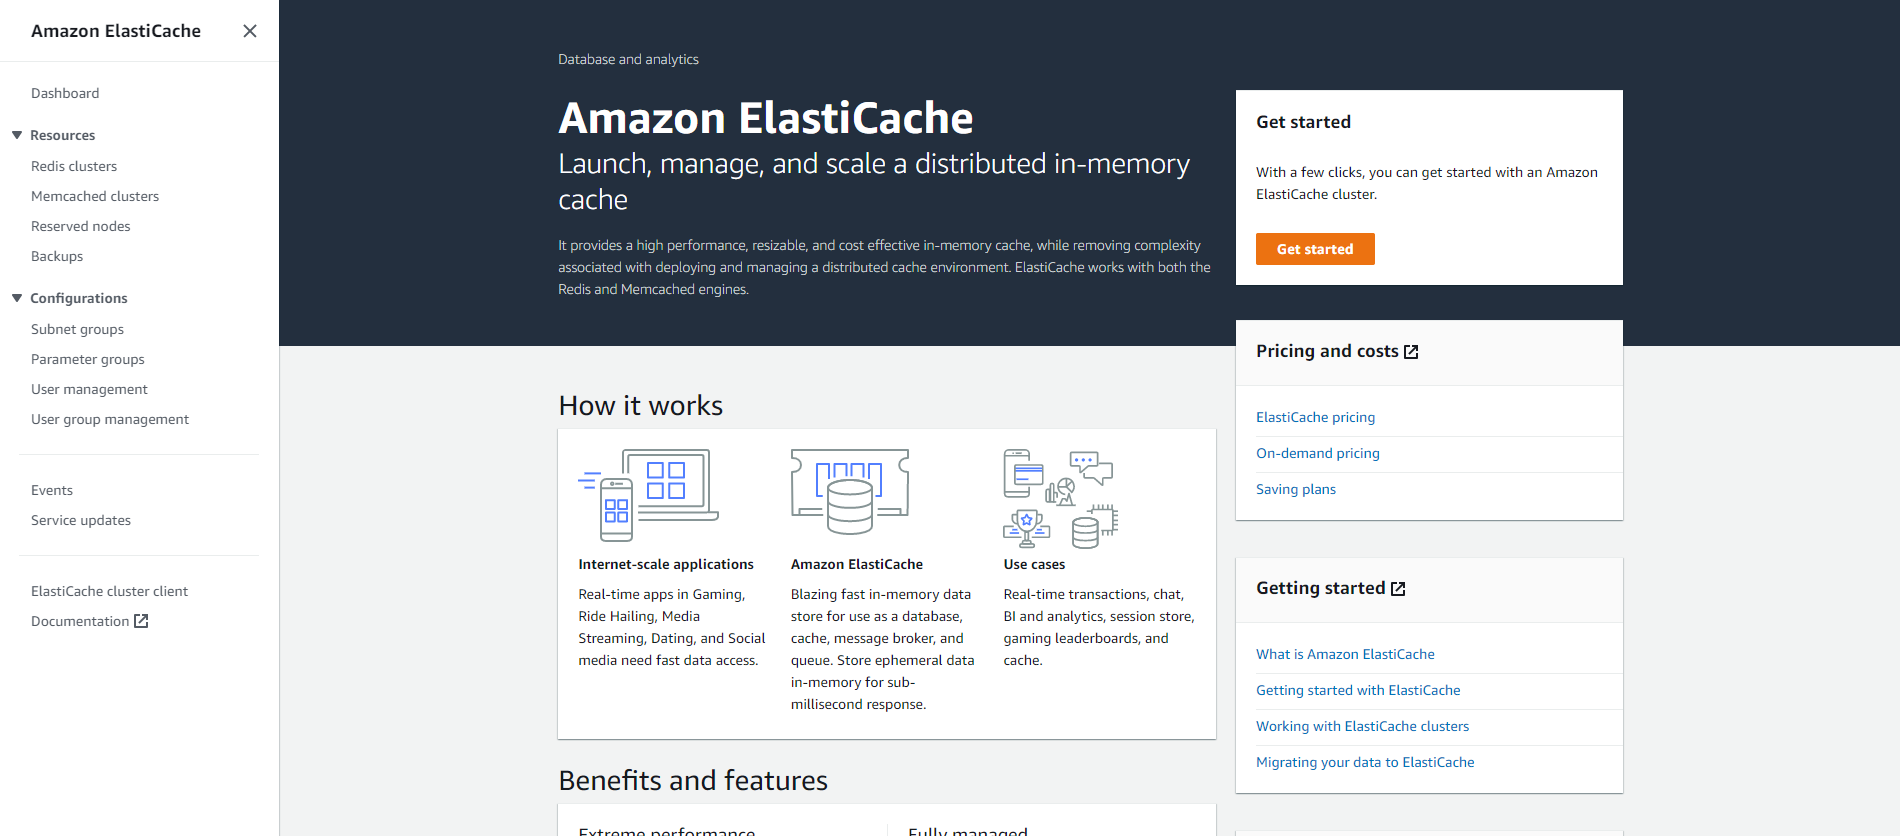 Amazon ElastiCache
Dashboard
Resources
Redis clusters
Memcached clusters
Reserved nodes
Backups
Configurations
Subnet groups
Parameter groups
User management
User group management
Events
Service updates
ElastiCache cluster client
Documentation
Database and analytics
Amazon ElastiCache
Launch, manage, and scale a distributed in-memory
cache
It provides a high performance, resizable, and cost effective in-memory cache, while removing complexity
associated with deploying and managing a distributed cache environment. ElastiCache works with both the
Redis and Memcached engines.
Get started
With a few clicks, you can get started with an Amazon
ElastiCache cluster.
Get started
Pricing and costs
ElastiCache pricing
On-demand pricing
Saving plans
Getting started
What is Amazon ElastiCache
Getting started with ElastiCache
Working with ElastiCache clusters
Migrating your data to ElastiCache
How it works
Internet-scale applications
Real-time apps in Gaming,
Ride Hailing, Media
Streaming, Dating, and Social
media need fast data access.
Amazon ElastiCache
Blazing fast in-memory data
store for use as a database,
cache, message broker, and
queue. Store ephemeral data
in-memory for sub-
millisecond response.
Use cases
Real-time transactions, chat,
BI and analytics, session store,
gaming leaderboards, and
cache.
Benefits and features
Extreme performance
Fully managed